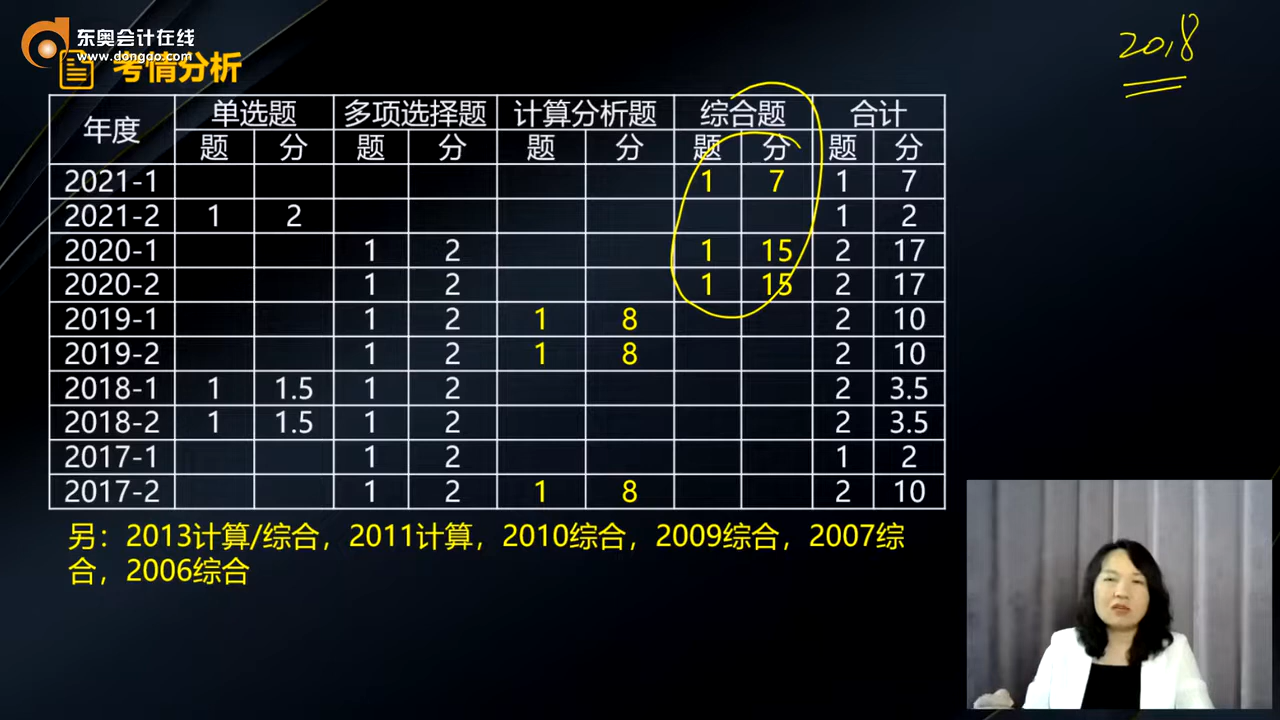 东奥会计在线
www.dongao.com
考情分析
2018
年度 单选题 多项选择题 计算分析题 综合题 合计
题 分 题 分 题 分 题 分 题 分
2021-1 1 7 1 7
2021-2 1 2 1 2
2020-1 1 2 1 15 2 17
2020-2 1 2 1 15 2 17
2019-1 1 2 1 8 2 10
2019-2 1 2 1 8 2 10
2018-1 1 1.5 1 2 2 3.5
2018-2 1 1.5 1 2 2 3.5
2017-1 1 2 1 2
2017-2 1 2 1 8 2 10
另：2013计算/综合，2011计算，2010综合，2009综合，2007综
合，2006综合